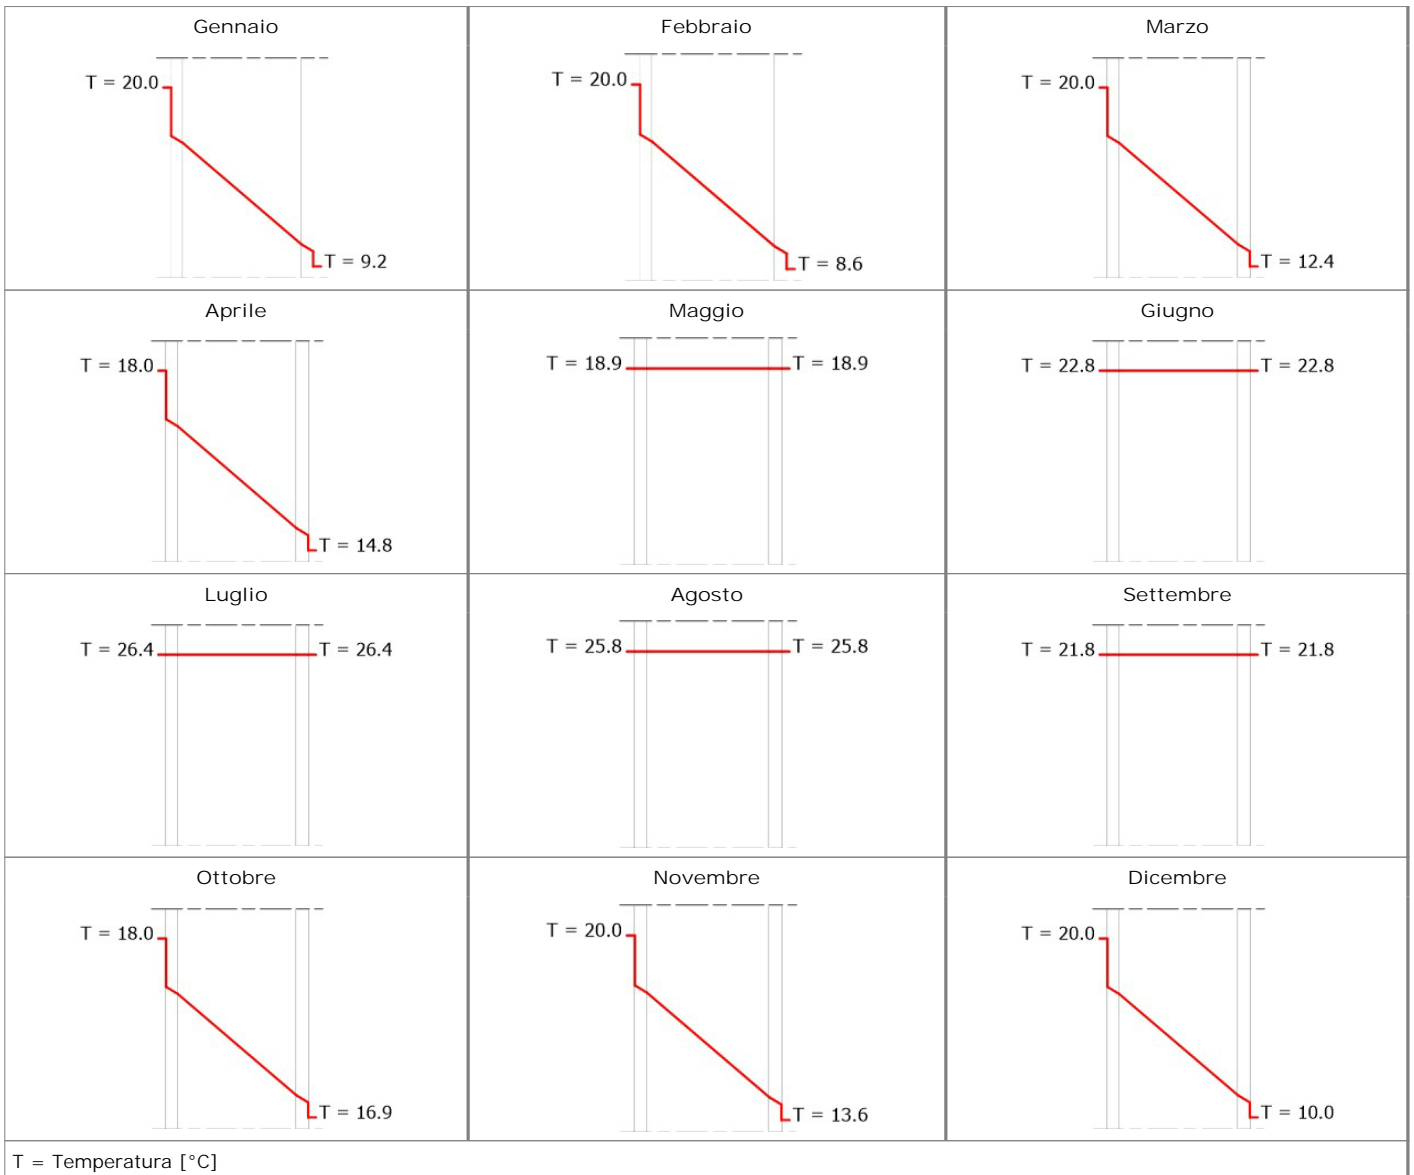 Gennaio
T = 20.0
T = 9.2
Febbraio
T = 20.0
T = 8.6
Marzo
T = 20.0
T = 12.4
Aprile
T = 18.0
T = 14.8
Maggio
T = 18.9
T = 18.9
Giugno
T = 22.8
T = 22.8
Luglio
T = 26.4
T = 26.4
Agosto
T = 25.8
T = 25.8
Settembre
T = 21.8
T = 21.8
Ottobre
T = 18.0
T = 16.9
Novembre
T = 20.0
T = 13.6
Dicembre
T = 20.0
T = 10.0
T = Temperatura [°C]